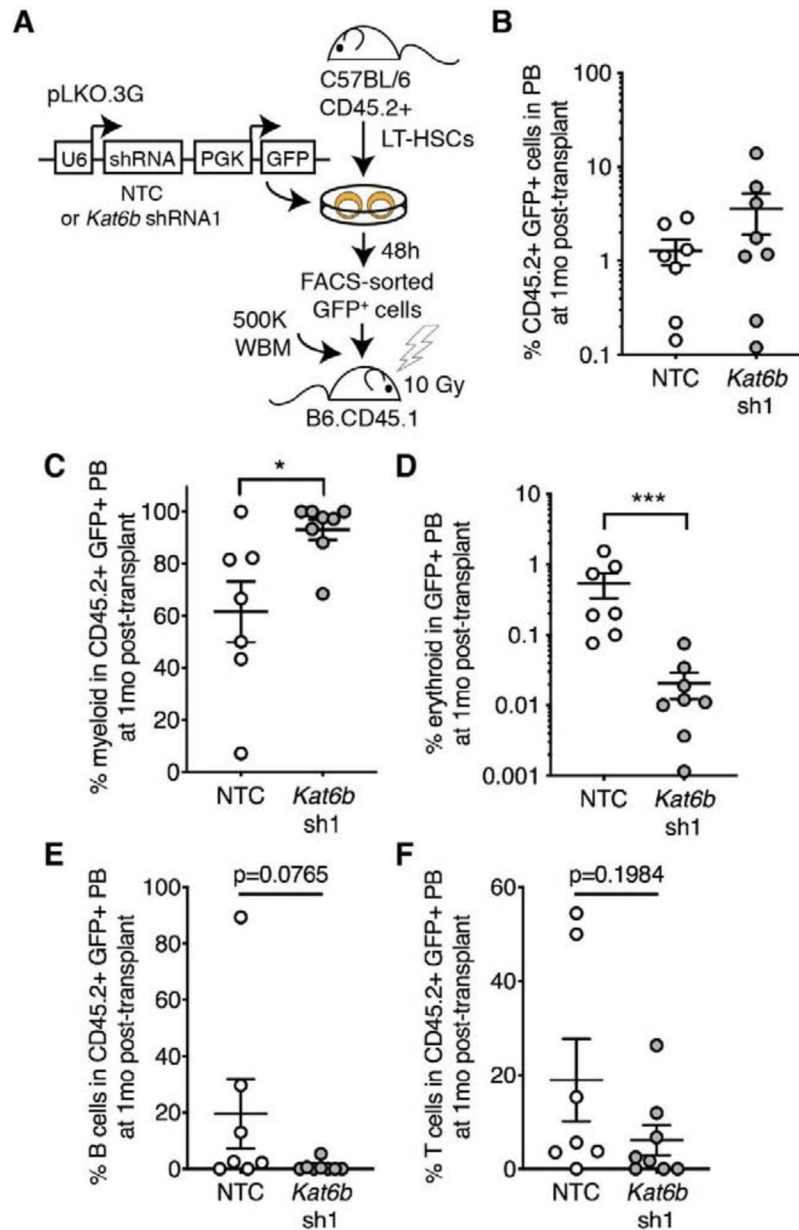 A
pLKO.3G
U6 shRNA PGK GFP
NTC
or Kat6b shRNA1
C57BL/6
CD45.2+
LT-HSCs
48h
FACS-sorted
GFP+ cells
500K
WBM
10 Gy
B6.CD45.1
B
% CD45.2+ GFP+ cells in PB
at 1mo post-transplant
100
10
1
0.1
NTC
Kat6b
sh1
C
% myeloid in CD45.2+ GFP+ PB
at 1mo post-transplant
100
80
60
40
20
0
*
NTC
Kat6b
sh1
D
% erythroid in GFP+ PB
at 1mo post-transplant
10
1
0.1
0.01
0.001
***
NTC
Kat6b
sh1
E
% B cells in CD45.2+ GFP+ PB
at 1mo post-transplant
100
80
60
40
20
0
p=0.0765
NTC
Kat6b
sh1
F
% T cells in CD45.2+ GFP+ PB
at 1mo post-transplant
60
40
20
0
p=0.1984
NTC
Kat6b
sh1